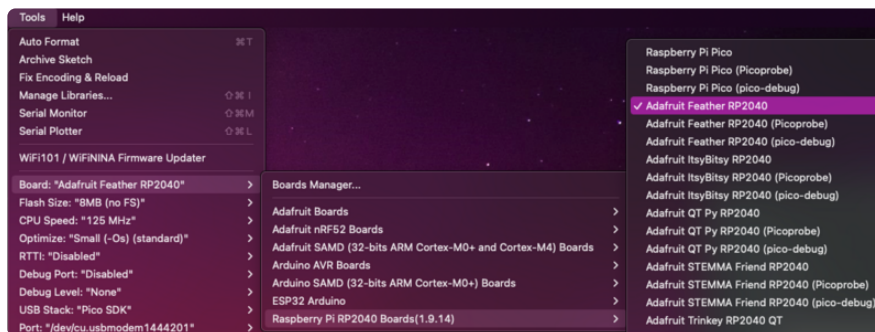 Tools Help
Auto Format ⌘T
Archive Sketch
Fix Encoding & Reload
Manage Libraries... ⇧⌘I
Serial Monitor ⇧⌘M
Serial Plotter ⇧⌘L
WiFi101 / WiFiNINA Firmware Updater
Board: "Adafruit Feather RP2040"
Flash Size: "8MB (no FS)"
CPU Speed: "125 MHz"
Optimize: "Small (-Os) (standard)"
RTTI: "Disabled"
Debug Port: "Disabled"
Debug Level: "None"
USB Stack: "Pico SDK"
Port: "/dev/cu.usbmodem1444201"
Boards Manager...
Adafruit Boards
Adafruit nRF52 Boards
Adafruit SAMD (32-bits ARM Cortex-M0+ and Cortex-M4) Boards
Arduino AVR Boards
Arduino SAMD (32-bits ARM Cortex-M0+) Boards
ESP32 Arduino
Raspberry Pi RP2040 Boards(1.9.14)
Raspberry Pi Pico
Raspberry Pi Pico (Picoprobe)
Raspberry Pi Pico (pico-debug)
✓ Adafruit Feather RP2040
Adafruit Feather RP2040 (Picoprobe)
Adafruit Feather RP2040 (pico-debug)
Adafruit ItsyBitsy RP2040
Adafruit ItsyBitsy RP2040 (Picoprobe)
Adafruit ItsyBitsy RP2040 (pico-debug)
Adafruit QT Py RP2040
Adafruit QT Py RP2040 (Picoprobe)
Adafruit QT Py RP2040 (pico-debug)
Adafruit STEMMA Friend RP2040
Adafruit STEMMA Friend RP2040 (Picoprobe)
Adafruit STEMMA Friend RP2040 (pico-debug)
Adafruit Trinkey RP2040 QT